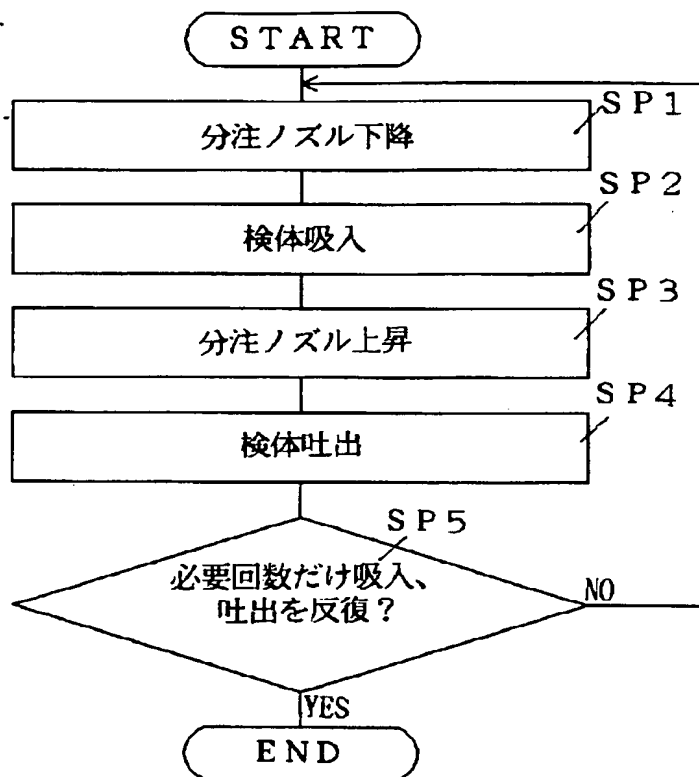 START
SP1
分注ノズル下降
SP2
検体吸入
SP3
分注ノズル上昇
SP4
検体吐出
SP5
必要回数だけ吸入、
吐出を反復?
NO
YES
END